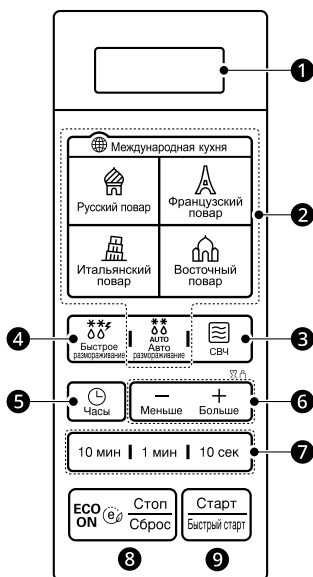 1
Международная кухня
Русский повар
Французский
повар
2
Итальянский
повар
Восточный
повар
4
Быстрое
размораживание
AUTO
Авто
размораживание
СВЧ
3
5
Часы
Меньше
Больше
6
10 мин 1 мин 10 сек
7
ECO
ON
e
Стоп
Сброс
Старт
Быстрый старт
8
9